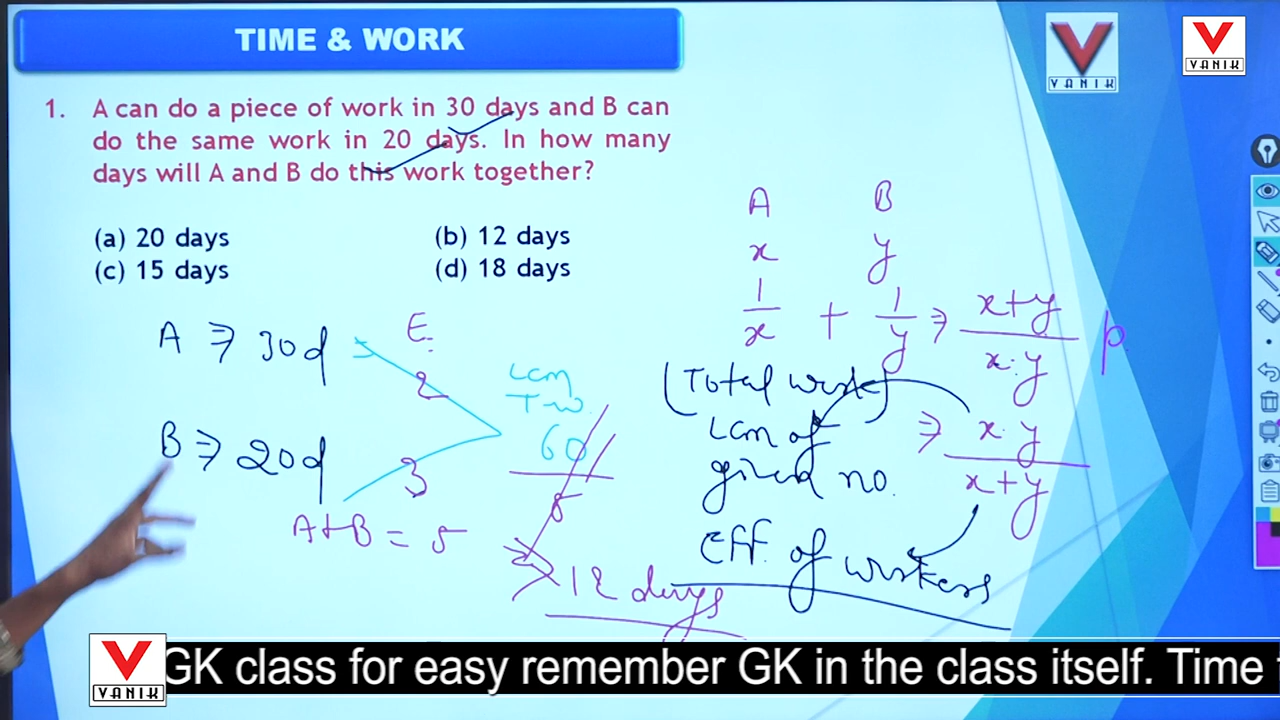 TIME & WORK
VANIK
VANIK
1. A can do a piece of work in 30 days and B can
do the same work in 20 days. In how many
days will A and B do this work together?
(a) 20 days (b) 12 days
(c) 15 days (d) 18 days
A ⇒ 30d
B ⇒ 20d
E.
2
3
A+B = 5
Lcm
T.w.
60
5
⇒ 12 days
A B
x y
1/x + 1/y ⇒ x+y/x.y
(Total work)
Lcm of
given no.
⇒ x.y/x+y
Eff. of workers
VANIK
GK class for easy remember GK in the class itself. Time